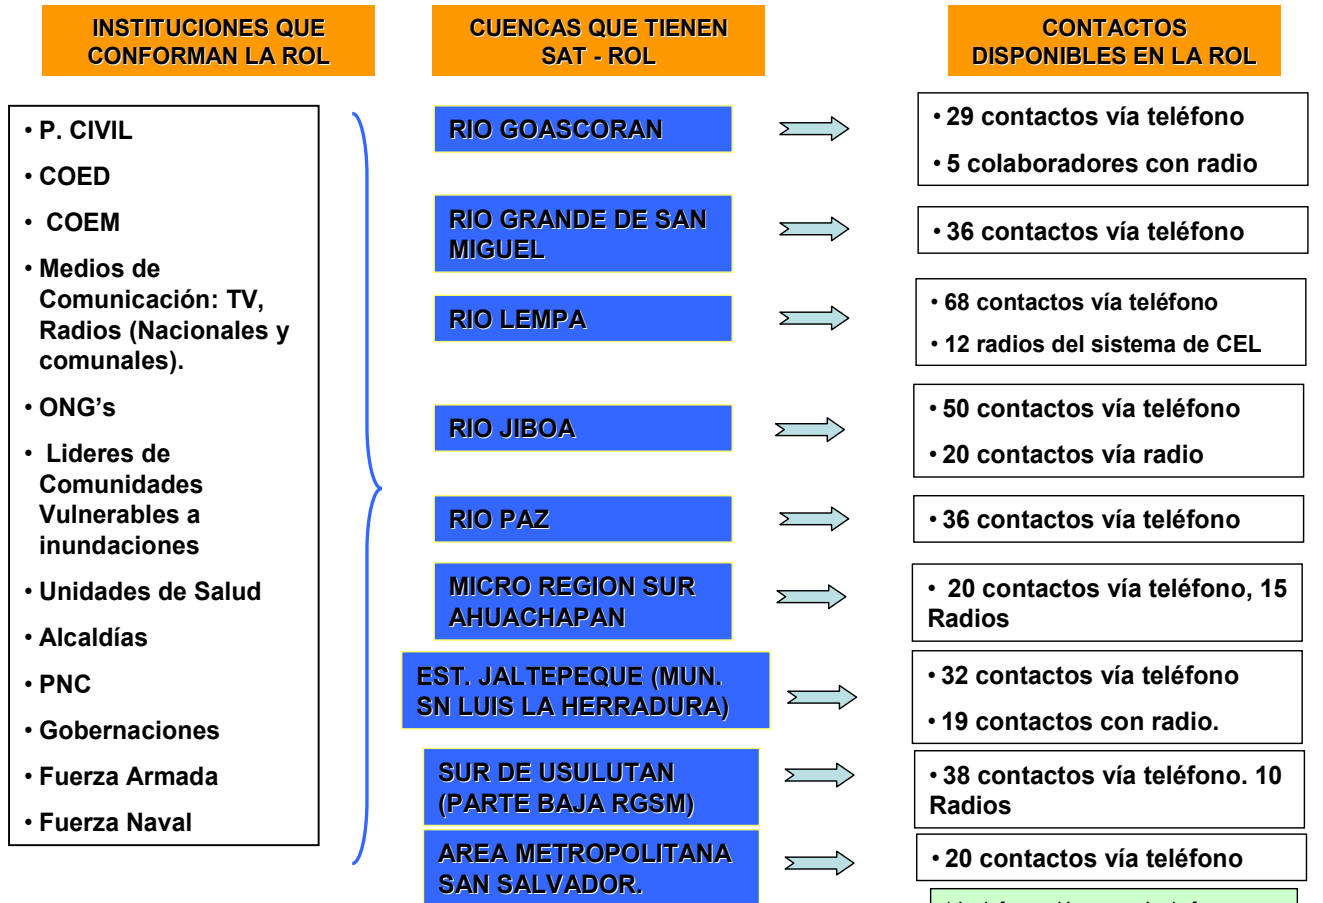 INSTITUCIONES QUE
CONFORMAN LA ROL
• P. CIVIL
• COED
• COEM
• Medios de
Comunicación: TV,
Radios (Nacionales y
comunales).
• ONG’s
• Lideres de
Comunidades
Vulnerables a
inundaciones
• Unidades de Salud
• Alcaldías
• PNC
• Gobernaciones
• Fuerza Armada
• Fuerza Naval
CUENCAS QUE TIENEN
SAT - ROL
RIO GOASCORAN
RIO GRANDE DE SAN
MIGUEL
RIO LEMPA
RIO JIBOA
RIO PAZ
MICRO REGION SUR
AHUACHAPAN
EST. JALTEPEQUE (MUN.
SN LUIS LA HERRADURA)
SUR DE USULUTAN
(PARTE BAJA RGSM)
AREA METROPOLITANA
SAN SALVADOR.
CONTACTOS
DISPONIBLES EN LA ROL
• 29 contactos vía teléfono
• 5 colaboradores con radio
• 36 contactos vía teléfono
• 68 contactos vía teléfono
• 12 radios del sistema de CEL
• 50 contactos vía teléfono
• 20 contactos vía radio
• 36 contactos vía teléfono
• 20 contactos vía teléfono, 15
Radios
• 32 contactos vía teléfono
• 19 contactos con radio.
• 38 contactos vía teléfono. 10
Radios
• 20 contactos vía teléfono